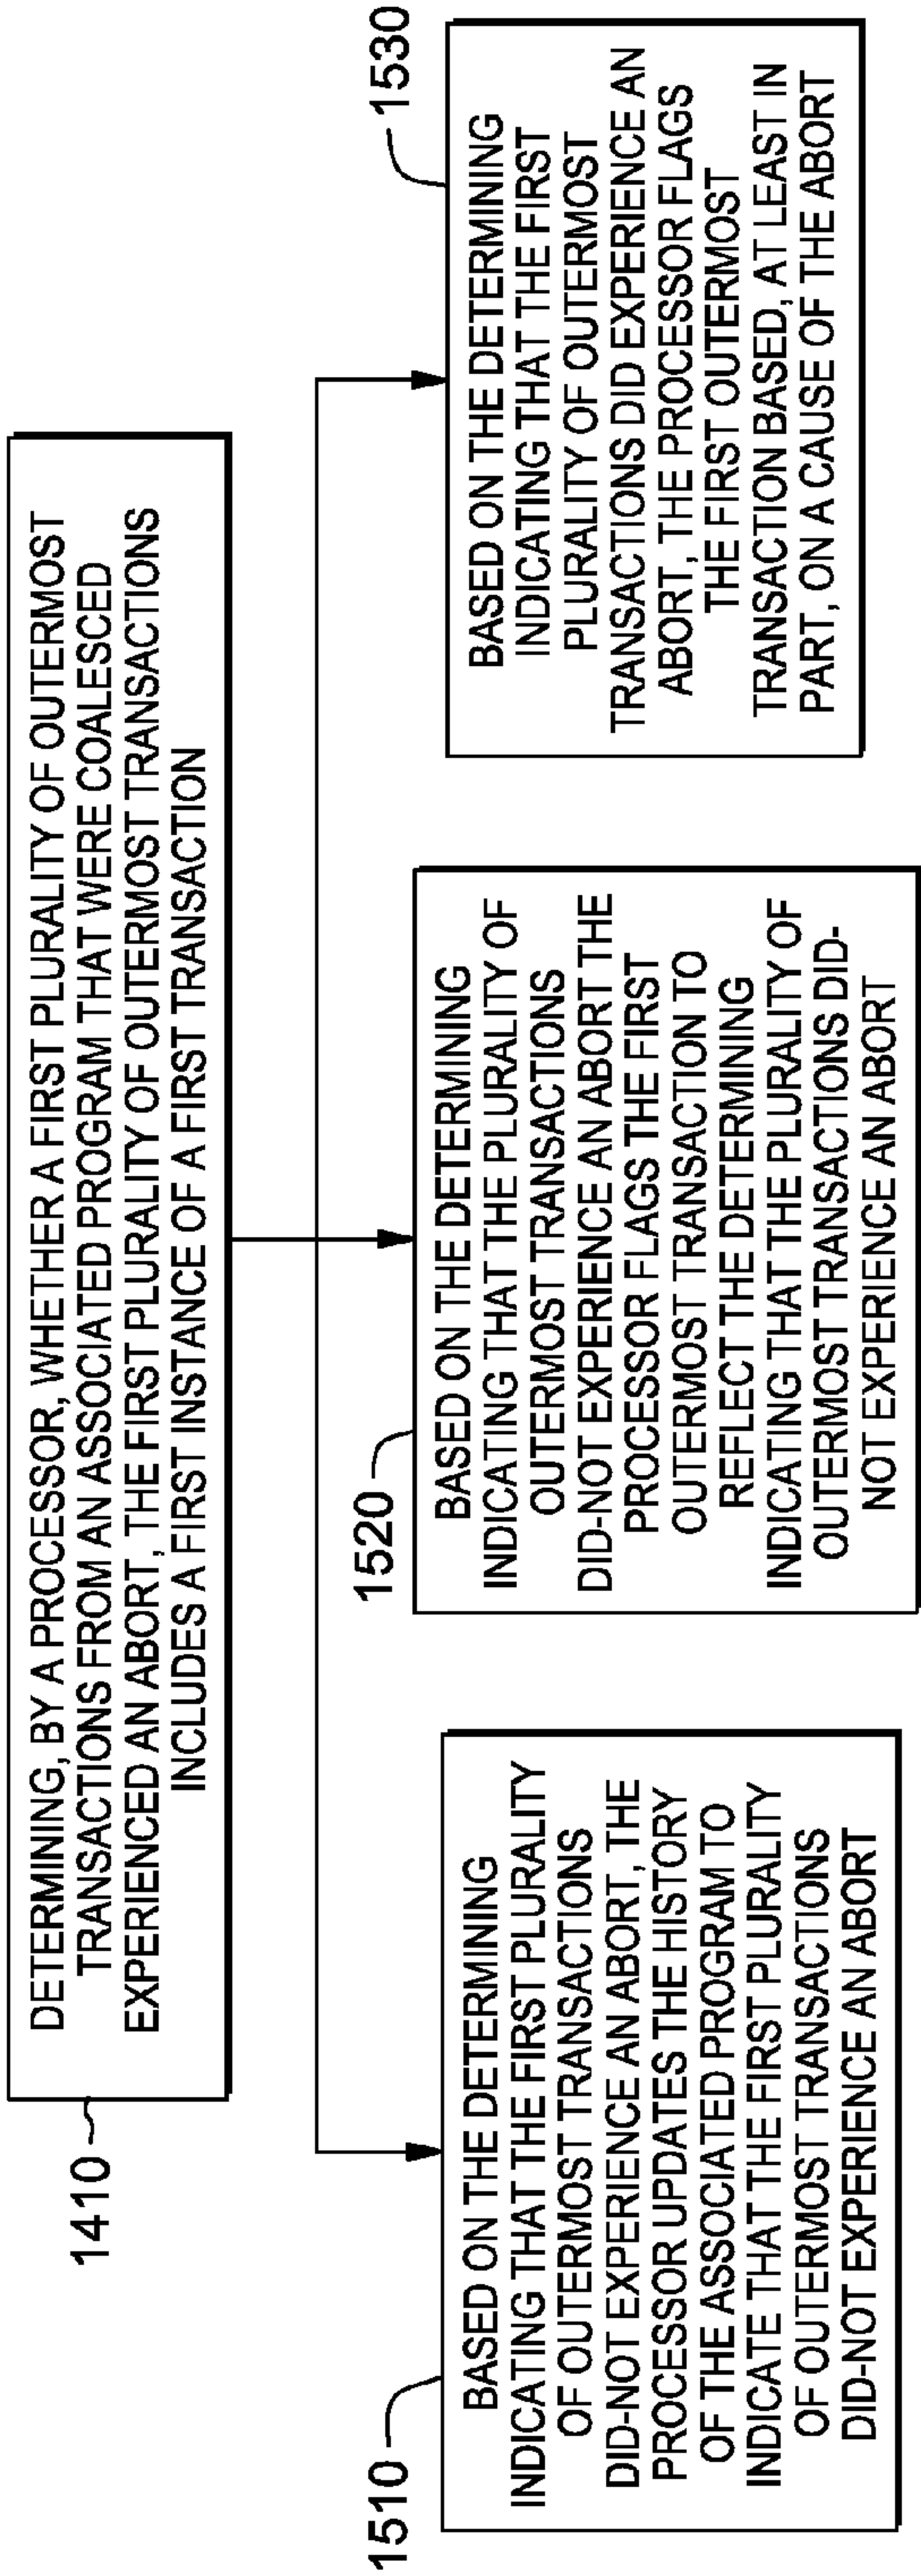 1410
DETERMINING, BY A PROCESSOR, WHETHER A FIRST PLURALITY OF OUTERMOST
TRANSACTIONS FROM AN ASSOCIATED PROGRAM THAT WERE COALESCED
EXPERIENCED AN ABORT, THE FIRST PLURALITY OF OUTERMOST TRANSACTIONS
INCLUDES A FIRST INSTANCE OF A FIRST TRANSACTION
1510
BASED ON THE DETERMINING
INDICATING THAT THE FIRST PLURALITY
OF OUTERMOST TRANSACTIONS
DID-NOT EXPERIENCE AN ABORT, THE
PROCESSOR UPDATES THE HISTORY
OF THE ASSOCIATED PROGRAM TO
INDICATE THAT THE FIRST PLURALITY
OF OUTERMOST TRANSACTIONS
DID-NOT EXPERIENCE AN ABORT
1520
BASED ON THE DETERMINING
INDICATING THAT THE PLURALITY OF
OUTERMOST TRANSACTIONS
DID-NOT EXPERIENCE AN ABORT THE
PROCESSOR FLAGS THE FIRST
OUTERMOST TRANSACTION TO
REFLECT THE DETERMINING
INDICATING THAT THE PLURALITY OF
OUTERMOST TRANSACTIONS DID-
NOT EXPERIENCE AN ABORT
1530
BASED ON THE DETERMINING
INDICATING THAT THE FIRST
PLURALITY OF OUTERMOST
TRANSACTIONS DID EXPERIENCE AN
ABORT, THE PROCESSOR FLAGS
THE FIRST OUTERMOST
TRANSACTION BASED, AT LEAST IN
PART, ON A CAUSE OF THE ABORT